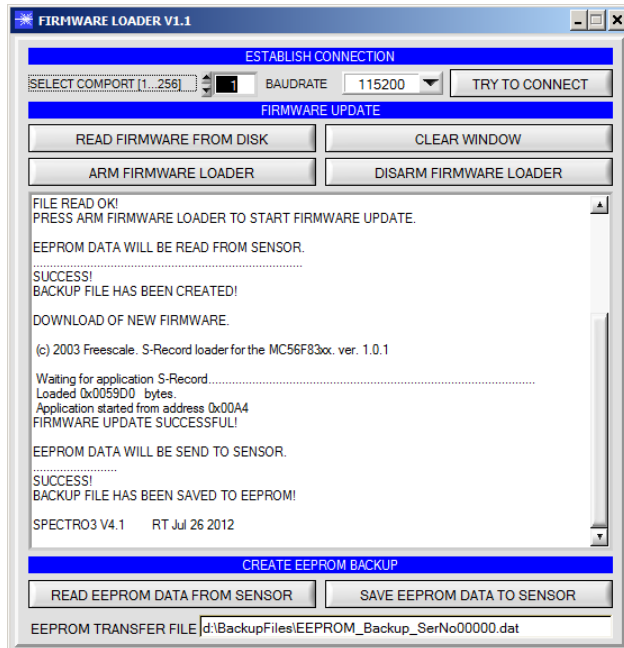 FIRMWARE LOADER V1.1
ESTABLISH CONNECTION
SELECT COMPORT [1...256] 1 BAUDRATE 115200 TRY TO CONNECT
FIRMWARE UPDATE
READ FIRMWARE FROM DISK CLEAR WINDOW
ARM FIRMWARE LOADER DISARM FIRMWARE LOADER
FILE READ OK!
PRESS ARM FIRMWARE LOADER TO START FIRMWARE UPDATE.
EEPROM DATA WILL BE READ FROM SENSOR.
................................................................................
SUCCESS!
BACKUP FILE HAS BEEN CREATED!
DOWNLOAD OF NEW FIRMWARE.
(c) 2003 Freescale. S-Record loader for the MC56F83xx. ver. 1.0.1
Waiting for application S-Record....................................................................................................
Loaded 0x0059D0 bytes.
Application started from address 0x00A4
FIRMWARE UPDATE SUCCESSFUL!
EEPROM DATA WILL BE SEND TO SENSOR.
.........................
SUCCESS!
BACKUP FILE HAS BEEN SAVED TO EEPROM!
SPECTRO3 V4.1 RT Jul 26 2012
CREATE EEPROM BACKUP
READ EEPROM DATA FROM SENSOR SAVE EEPROM DATA TO SENSOR
EEPROM TRANSFER FILE d:\BackupFiles\EEPROM_Backup_SerNo00000.dat